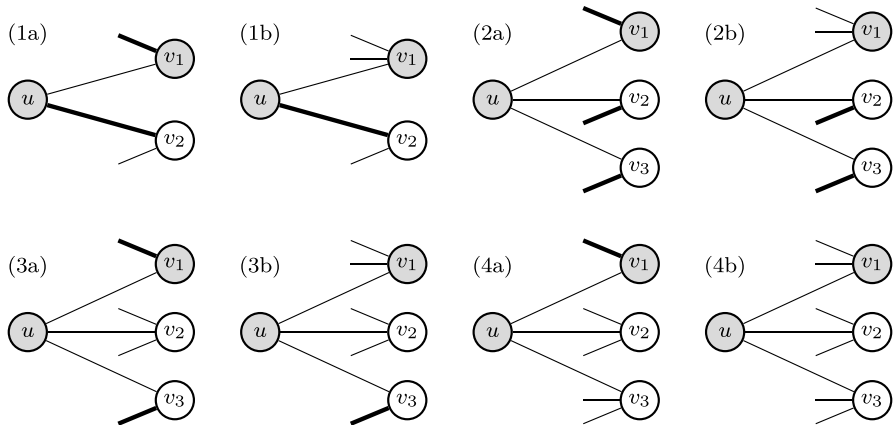 (1a) (1b) (2a) (2b)
v1 v1 v1 v1
u u u u
v2 v2
v2 v2
v3 v3
(3a) (3b) (4a) (4b)
v1 v1 v1 v1
u v2 u v2 u v2 u v2
v3 v3 v3 v3